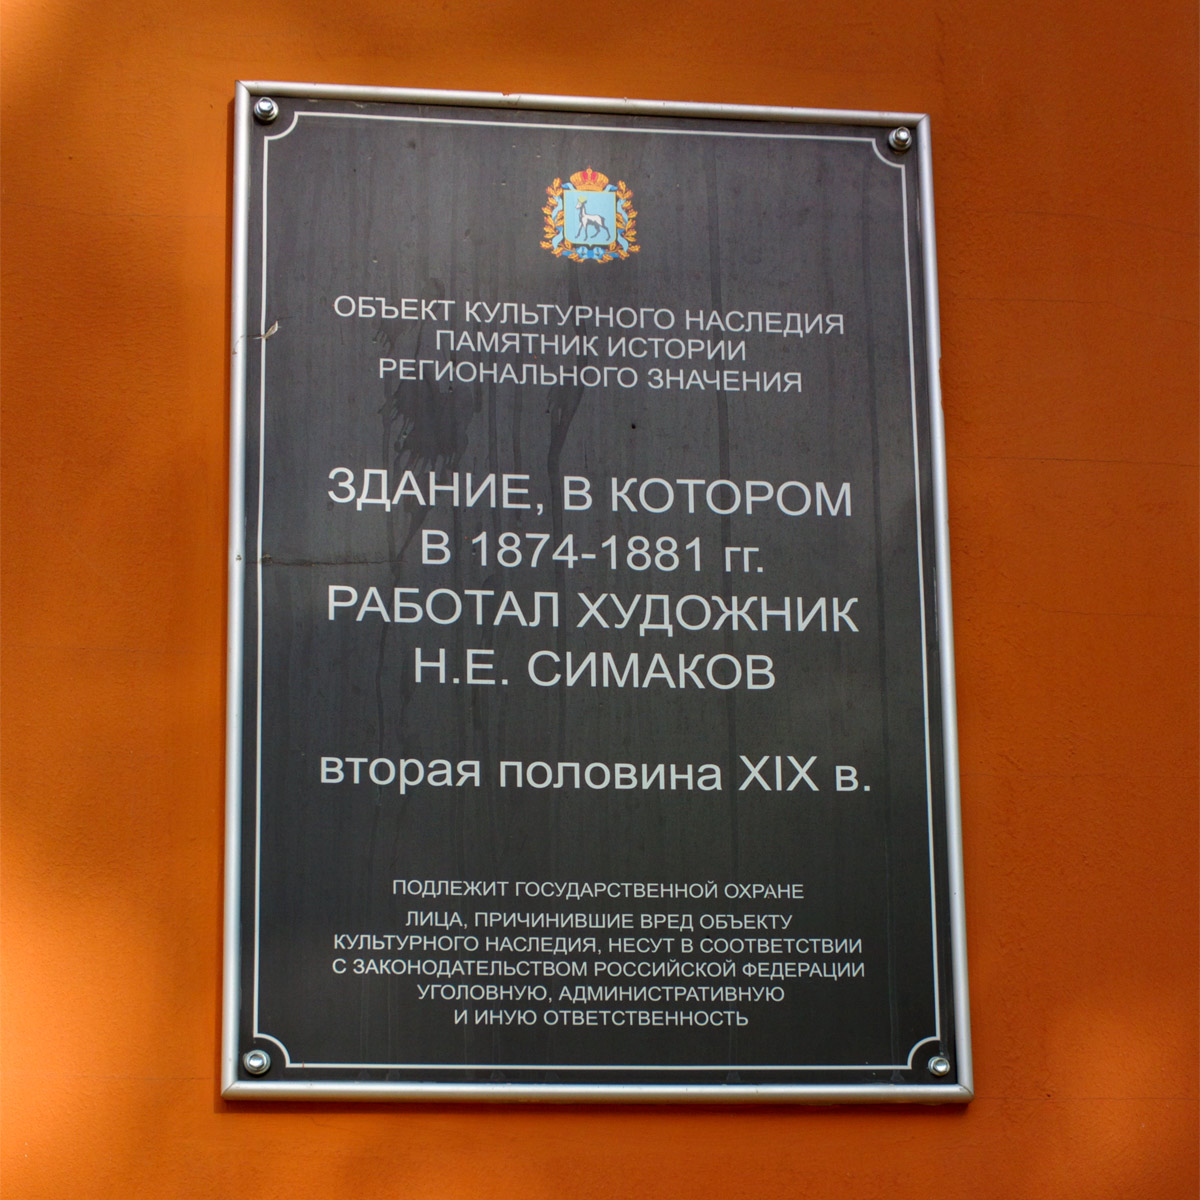 ОБЪЕКТ КУЛЬТУРНОГО НАСЛЕДИЯ
ПАМЯТНИК ИСТОРИИ
РЕГИОНАЛЬНОГО ЗНАЧЕНИЯ
ЗДАНИЕ, В КОТОРОМ
В 1874-1881 гг.
РАБОТАЛ ХУДОЖНИК
Н.Е. СИМАКОВ
вторая половина XIX в.
ПОДЛЕЖИТ ГОСУДАРСТВЕННОЙ ОХРАНЕ
ЛИЦА, ПРИЧИНИВШИЕ ВРЕД ОБЪЕКТУ
КУЛЬТУРНОГО НАСЛЕДИЯ, НЕСУТ В СООТВЕТСТВИИ
С ЗАКОНОДАТЕЛЬСТВОМ РОССИЙСКОЙ ФЕДЕРАЦИИ
УГОЛОВНУЮ, АДМИНИСТРАТИВНУЮ
И ИНУЮ ОТВЕТСТВЕННОСТЬ